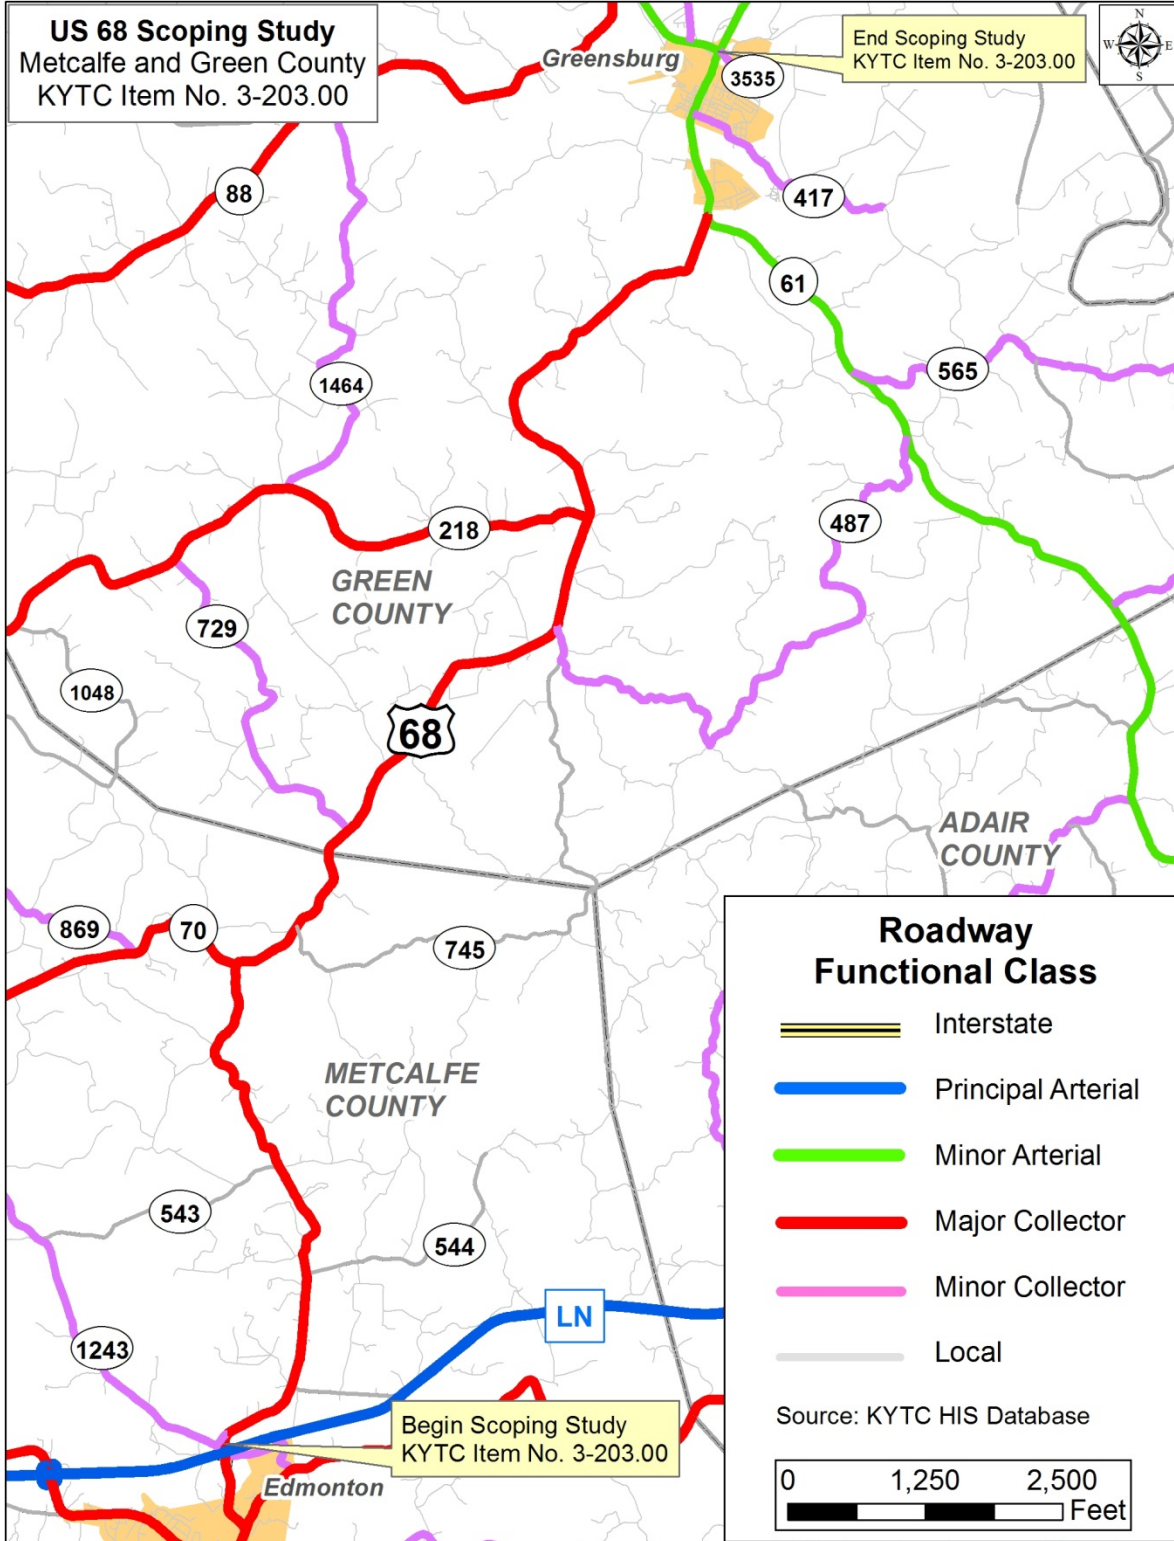 US 68 Scoping Study
Metcalfe and Green County
KYTC Item No. 3-203.00
Greensburg
End Scoping Study
KYTC Item No. 3-203.00
N
W
E
S
3535
88
417
61
1464
565
218
487
GREEN
COUNTY
729
1048
68
ADAIR
COUNTY
869
70
745
METCALFE
COUNTY
543
544
LN
1243
Begin Scoping Study
KYTC Item No. 3-203.00
Edmonton
Roadway
Functional Class
Interstate
Principal Arterial
Minor Arterial
Major Collector
Minor Collector
Local
Source: KYTC HIS Database
0 1,250 2,500
Feet